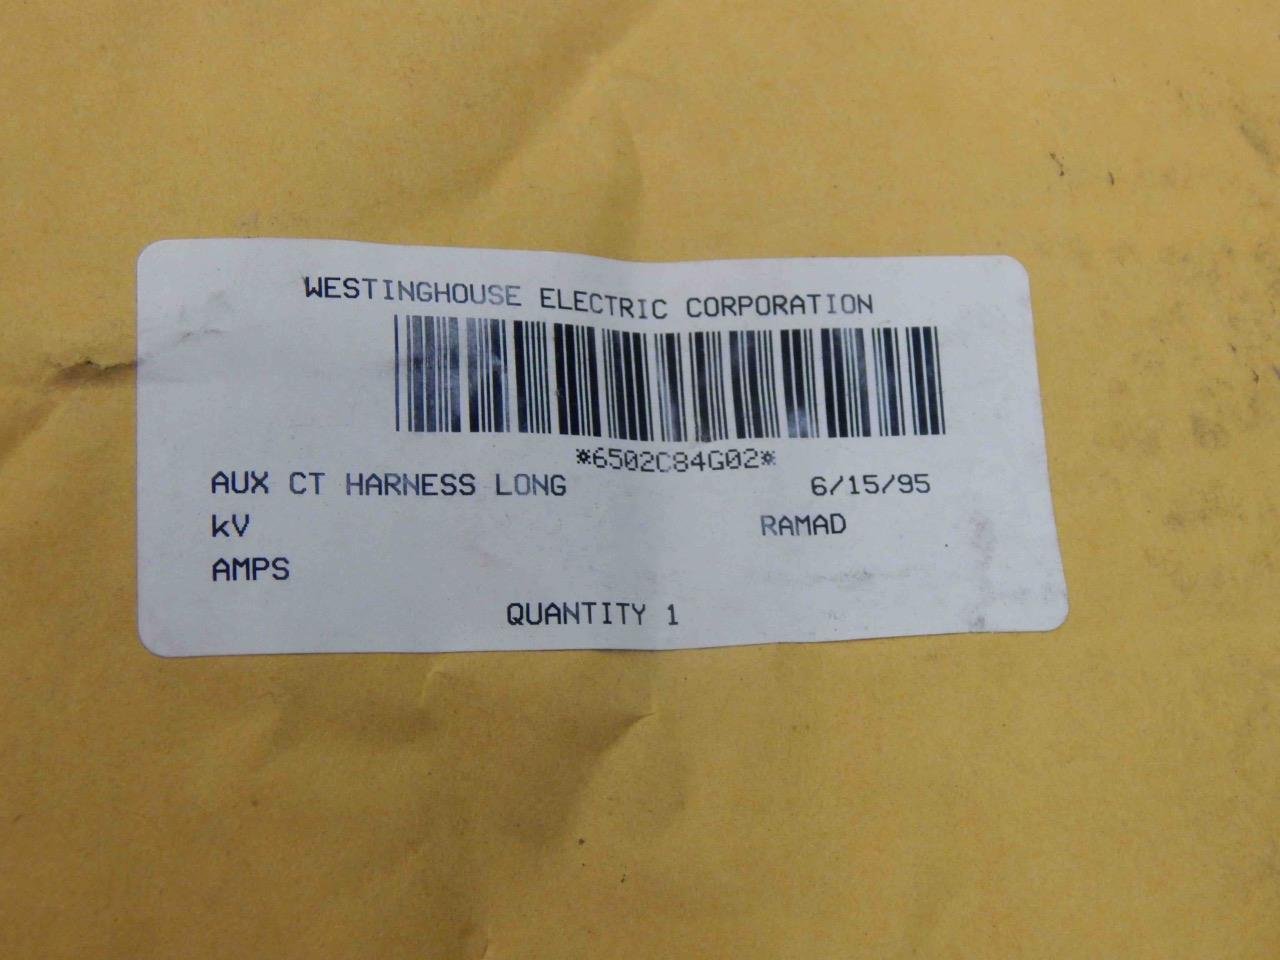 WESTINGHOUSE ELECTRIC CORPORATION
*6502C84G02*
AUX CT HARNESS LONG 6/15/95
kV RAMAD
AMPS
QUANTITY 1